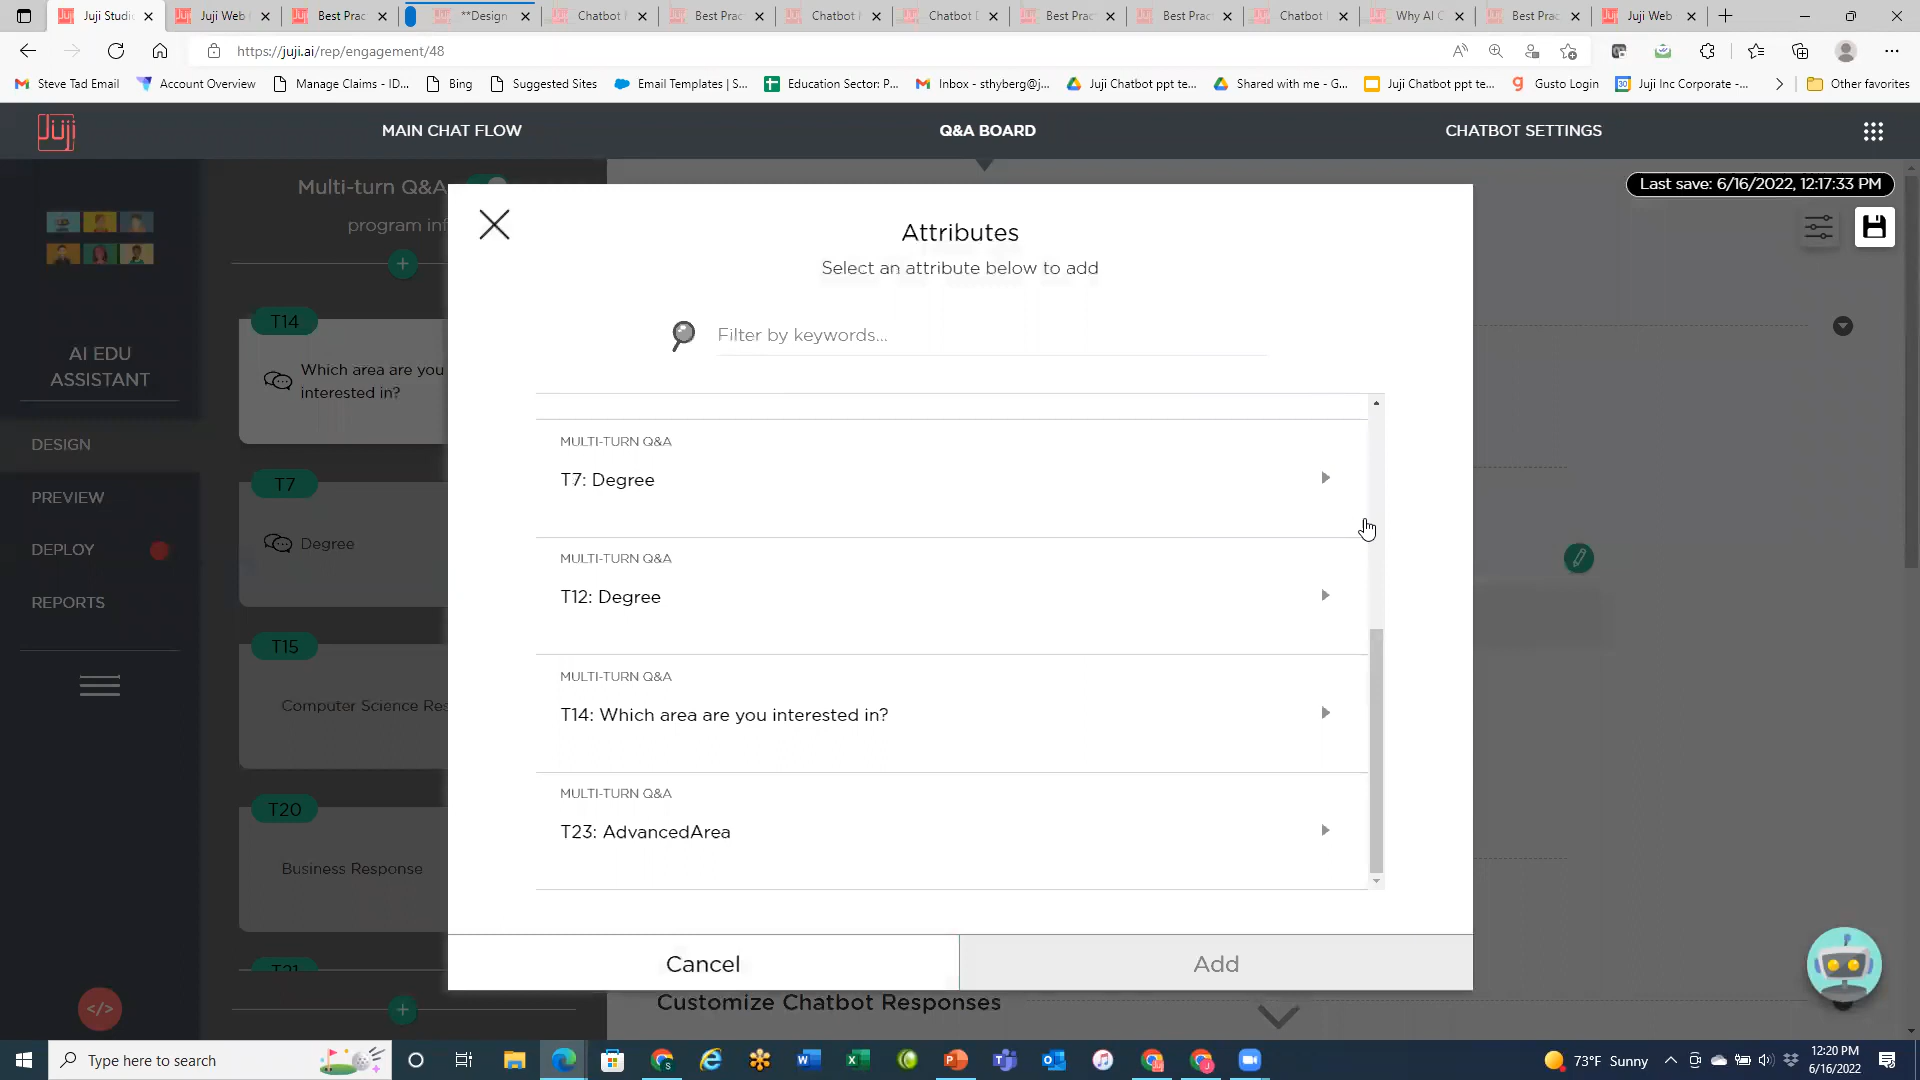 Juji Studi
Juji Web
Best Prac
**Design
Chatbot
Best Prac
Chatbot
Chatbot
Best Prac
Best Prac
Chatbot
Why AI C
Best Prac
Juji Web
https://juji.ai/rep/engagement/48
Steve Tad Email
Account Overview
Manage Claims - ID...
Bing
Suggested Sites
Email Templates | S...
Education Sector: P...
Inbox - sthyberg@j...
Juji Chatbot ppt te...
Shared with me - G...
Juji Chatbot ppt te...
Gusto Login
Juji Inc Corporate -...
Other favorites
Juji
MAIN CHAT FLOW
Q&A BOARD
CHATBOT SETTINGS
Last save: 6/16/2022, 12:17:33 PM
AI EDU
ASSISTANT
DESIGN
PREVIEW
DEPLOY
REPORTS
</>
Multi-turn Q&A
program inf
T14
Which area are you
interested in?
T7
Degree
T15
Computer Science Res
T20
Business Response
T21
Attributes
Select an attribute below to add
Filter by keywords...
MULTI-TURN Q&A
T7: Degree
MULTI-TURN Q&A
T12: Degree
MULTI-TURN Q&A
T14: Which area are you interested in?
MULTI-TURN Q&A
T23: AdvancedArea
Cancel
Add
Customize Chatbot Responses
Type here to search
73°F Sunny
12:20 PM
6/16/2022